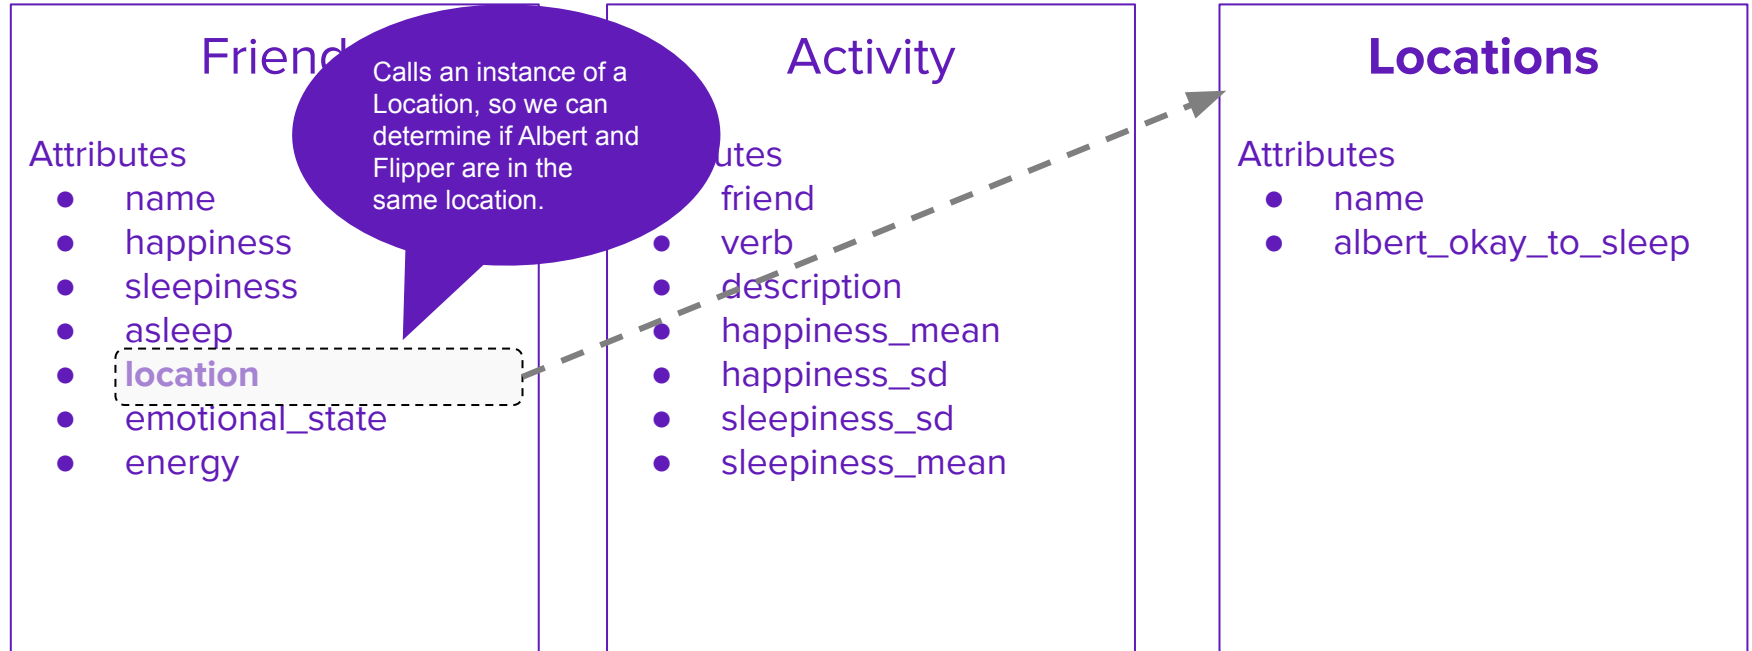 Friend
Attributes
name
happiness
sleepiness
asleep
location
emotional_state
energy
Calls an instance of a
Location, so we can
determine if Albert and
Flipper are in the
same location.
Activity
utes
friend
verb
description
happiness_mean
happiness_sd
sleepiness_sd
sleepiness_mean
Locations
Attributes
name
albert_okay_to_sleep